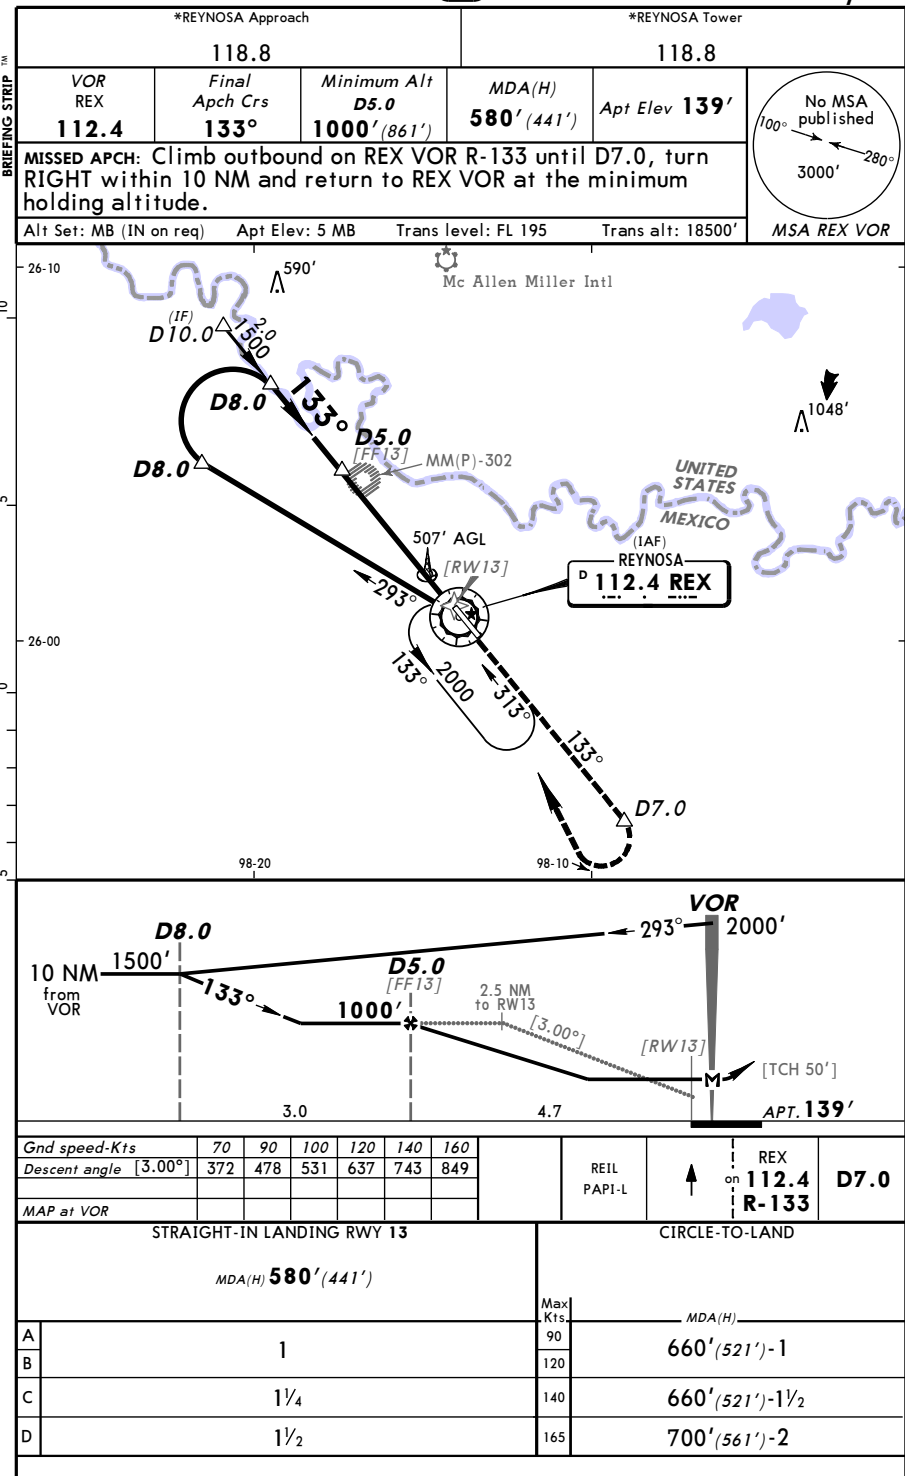 *REYNOSA Approach
118.8
*REYNOSA Tower
118.8
BRIEFING STRIP TM
VOR
REX
112.4
Final
Apch Crs
133°
Minimum Alt
D5.0
1000' (861')
MDA(H)
580' (441')
Apt Elev 139'
No MSA
published
100°
280°
3000'
MSA REX VOR
MISSED APCH: Climb outbound on REX VOR R-133 until D7.0, turn
RIGHT within 10 NM and return to REX VOR at the minimum
holding altitude.
Alt Set: MB (IN on req) Apt Elev: 5 MB Trans level: FL 195 Trans alt: 18500'
26-10
590'
Mc Allen Miller Intl
(IF)
D10.0
2.0
1500
D8.0
133°
1048'
D5.0
[FF13]
MM(P)-302
D8.0
UNITED
STATES
MEXICO
507' AGL
[RW13]
(IAF)
REYNOSA
D 112.4 REX
293°
26-00
133°
2000
313°
133°
D7.0
98-20
98-10
VOR
D8.0
293°
2000'
1500'
10 NM
from
VOR
133°
D5.0
[FF13]
1000'
2.5 NM
to RW13
[3.00°]
[RW13]
M
[TCH 50']
3.0
4.7
APT. 139'
Gnd speed-Kts 70 90 100 120 140 160
Descent angle [3.00°] 372 478 531 637 743 849
MAP at VOR
REIL
PAPI-L
on
REX
112.4
R-133
D7.0
STRAIGHT-IN LANDING RWY 13
MDA(H) 580' (441')
CIRCLE-TO-LAND
Max
Kts
MDA(H)
A
B
1
90
120
660' (521')-1
C
1¼
140
660' (521')-1½
D
1½
165
700' (561')-2